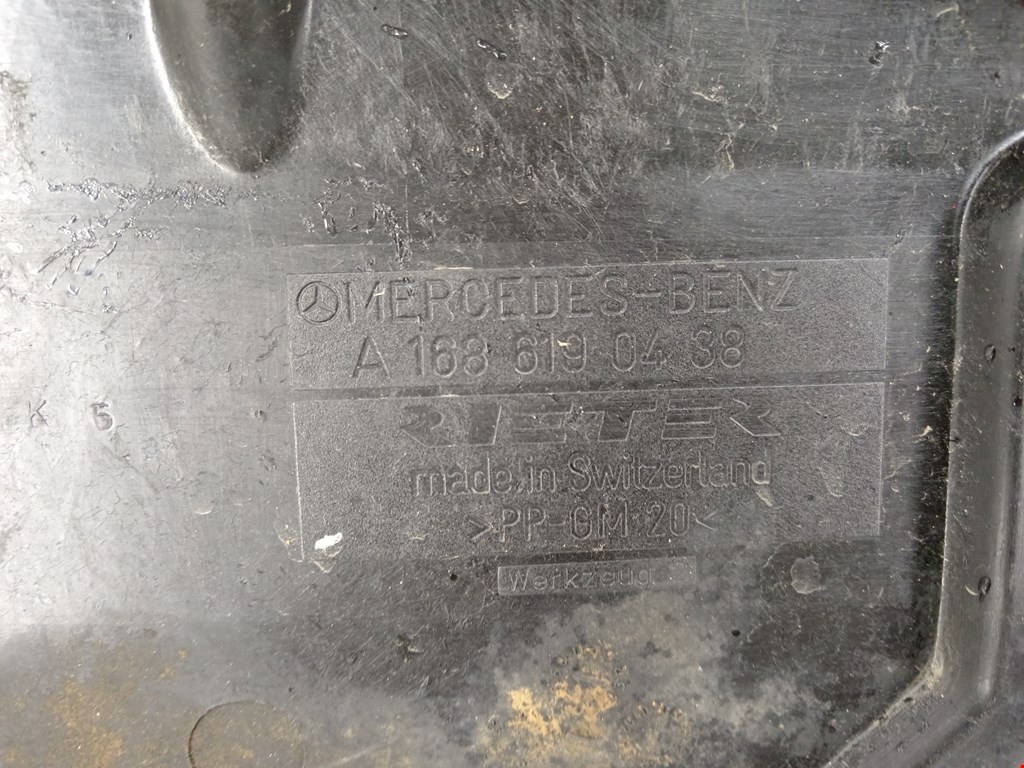 MERCEDES-BENZ
A 168 619 04 38
RIETER
made in Switzerland
>PP-GM 20<
Werkzeug
K 5